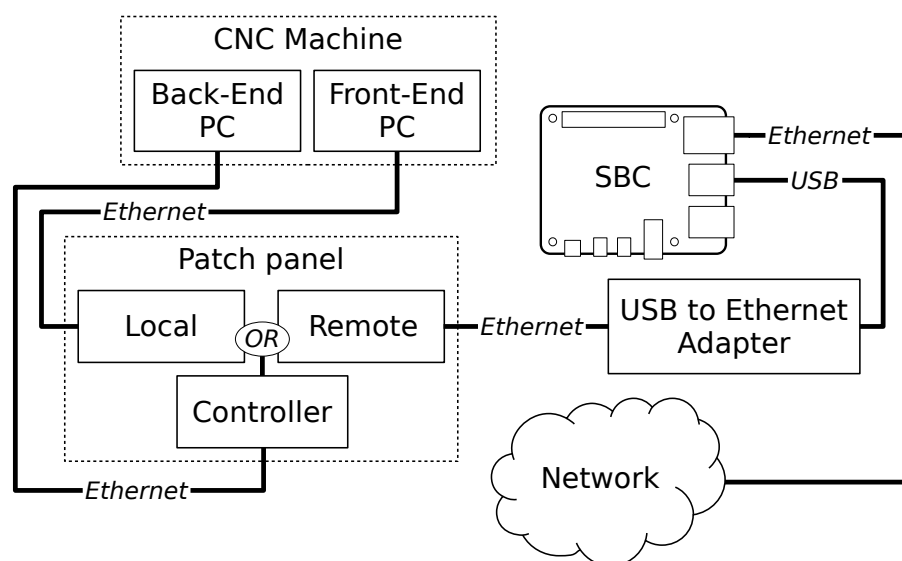 CNC Machine
Back-End
PC
Front-End
PC
Ethernet
SBC
USB
Ethernet
Patch panel
Local
OR
Remote
Ethernet
USB to Ethernet
Adapter
Controller
Ethernet
Network